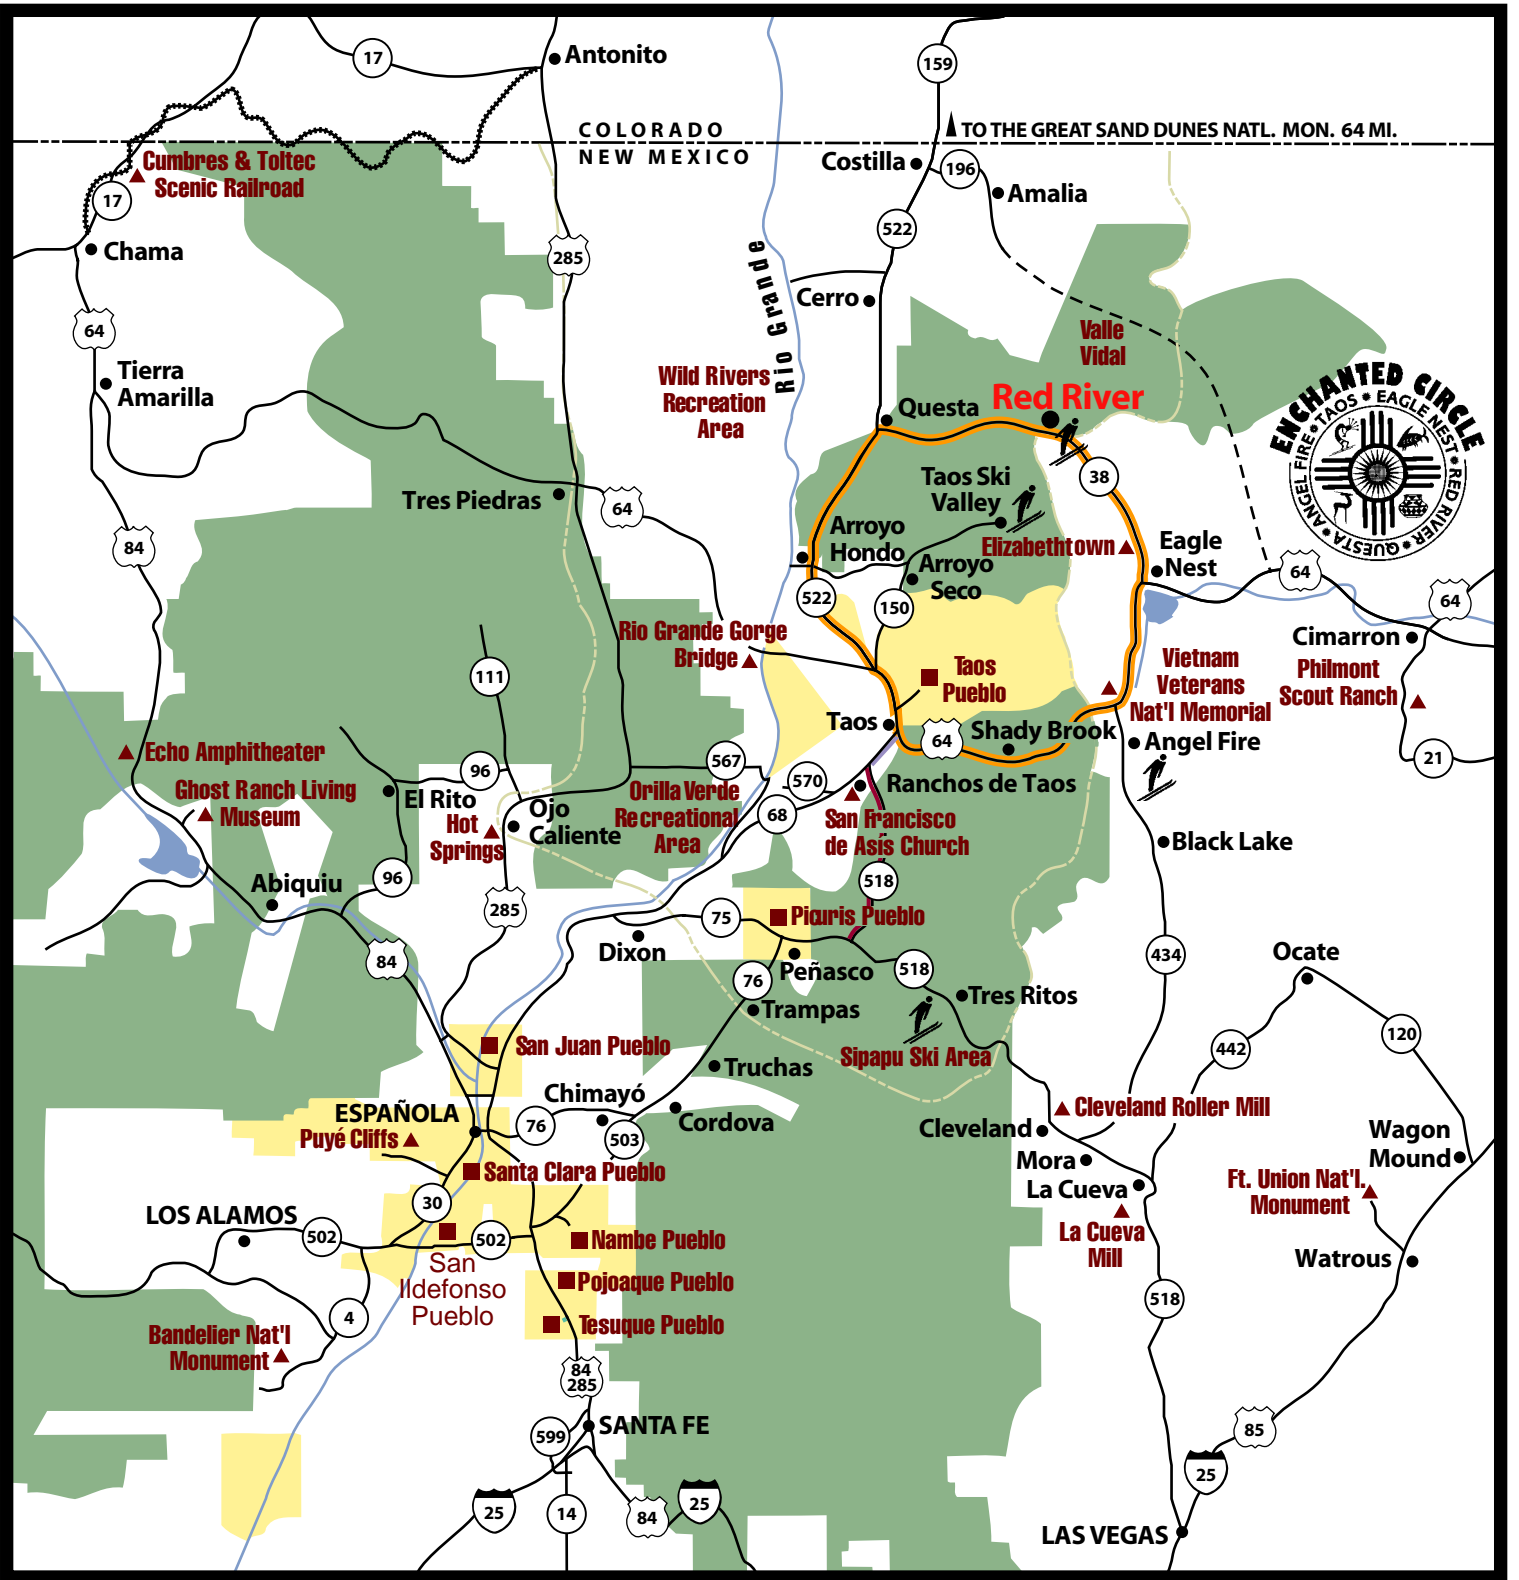 17
Antonito
159
COLORADO
NEW MEXICO
TO THE GREAT SAND DUNES NATL. MON. 64 MI.
Cumbres & Toltec
Scenic Railroad
17
Costilla
196
Amalia
Chama
522
285
Rio Grande
Cerro
64
Valle
Vidal
Tierra
Amarilla
Wild Rivers
Recreation
Area
Questa
Red River
ENCHANTED CIRCLE
ANGEL FIRE * TAOS * EAGLE NEST * RED RIVER * QUESTA *
Tres Piedras
64
Taos Ski
Valley
38
84
Arroyo
Hondo
Elizabethtown
Eagle
Nest
Arroyo
Seco
64
64
522
150
Cimarron
Rio Grande Gorge
Bridge
Taos
Pueblo
Vietnam
Veterans
Nat'l Memorial
Philmont
Scout Ranch
111
Taos
64
Shady Brook
Angel Fire
21
Echo Amphitheater
96
567
570
Ranchos de Taos
Ghost Ranch Living
Museum
El Rito
Hot
Springs
Ojo
Caliente
Orilla Verde
Recreational
Area
68
San Francisco
de Asís Church
Black Lake
Abiquiu
96
518
285
75
Picuris Pueblo
Dixon
84
Peñasco
518
434
Ocate
76
Trampas
Tres Ritos
San Juan Pueblo
Sipapu Ski Area
442
120
Truchas
Chimayó
ESPAÑOLA
76
Cordova
Cleveland Roller Mill
Puyé Cliffs
503
Cleveland
Wagon
Mound
Mora
Santa Clara Pueblo
La Cueva
Ft. Union Nat'l.
Monument
30
LOS ALAMOS
502
502
Nambe Pueblo
La Cueva
Mill
Watrous
San
Ildefonso
Pueblo
Pojoaque Pueblo
518
4
Tesuque Pueblo
Bandelier Nat'l
Monument
84
285
599
SANTA FE
85
25
25
14
84
25
LAS VEGAS